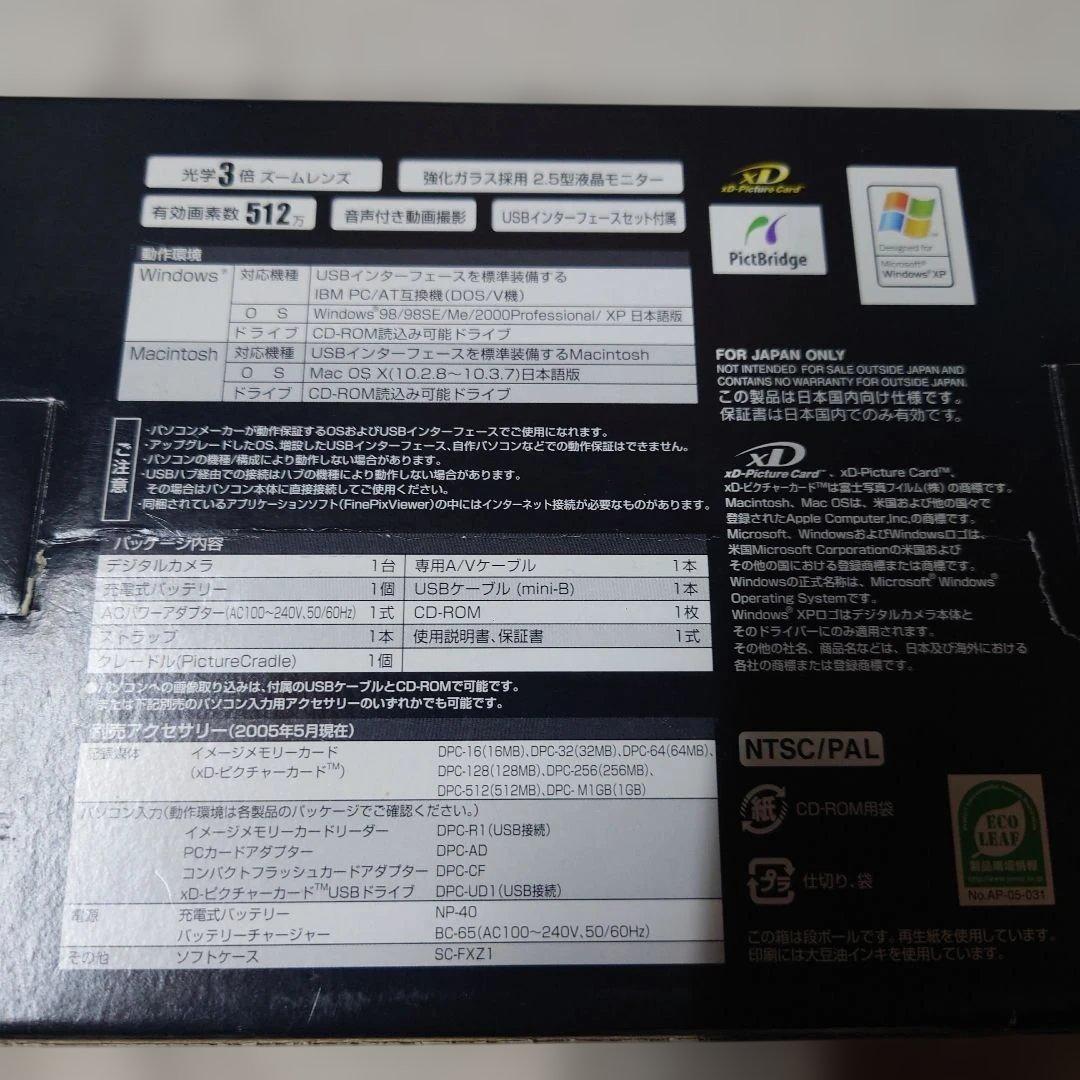 光学3倍 ズームレンズ
強化ガラス採用 2.5型液晶モニター
有効画素数 512万
音声付き動画撮影
USBインターフェースセット付属
xD
xD-Picture Card™
PictBridge
Designed for
Microsoft®
Windows®XP
動作環境
Windows® 対応機種 USBインターフェースを標準装備する
IBM PC/AT互換機(DOS/V機)
O S Windows®98/98SE/Me/2000Professional/ XP 日本語版
ドライブ CD-ROM読込み可能ドライブ
Macintosh 対応機種 USBインターフェースを標準装備するMacintosh
O S Mac OS X(10.2.8〜10.3.7)日本語版
ドライブ CD-ROM読込み可能ドライブ
ご注意
・パソコンメーカーが動作保証するOSおよびUSBインターフェースでご使用になれます。
・アップグレードしたOS、増設したUSBインターフェース、自作パソコンなどでの動作保証はできません。
・パソコンの機種/構成により動作しない場合があります。
・USBハブ経由での接続はハブの機種により動作しない場合があります。
その場合はパソコン本体に直接接続してご使用ください。
・同梱されているアプリケーションソフト(FinePixViewer)の中にはインターネット接続が必要なものがあります。
パッケージ内容
デジタルカメラ 1台 専用A/Vケーブル 1本
充電式バッテリー 1個 USBケーブル (mini-B) 1本
ACパワーアダプター(AC100〜240V、50/60Hz) 1式 CD-ROM 1枚
ストラップ 1本 使用説明書、保証書 1式
クレードル(PictureCradle) 1個
●パソコンへの画像取り込みは、付属のUSBケーブルとCD-ROMで可能です。
または下記別売のパソコン入力用アクセサリーのいずれかでも可能です。
別売アクセサリー(2005年5月現在)
記録媒体 イメージメモリーカード DPC-16(16MB)、DPC-32(32MB)、DPC-64(64MB)、
(xD-ピクチャーカード™) DPC-128(128MB)、DPC-256(256MB)、
DPC-512(512MB)、DPC- M1GB(1GB)
パソコン入力(動作環境は各製品のパッケージでご確認ください。)
イメージメモリーカードリーダー DPC-R1(USB接続)
PCカードアダプター DPC-AD
コンパクトフラッシュカードアダプター DPC-CF
xD-ピクチャーカード™USBドライブ DPC-UD1(USB接続)
電源 充電式バッテリー NP-40
バッテリーチャージャー BC-65(AC100〜240V、50/60Hz)
その他 ソフトケース SC-FXZ1
FOR JAPAN ONLY
NOT INTENDED FOR SALE OUTSIDE JAPAN AND
CONTAINS NO WARRANTY FOR OUTSIDE JAPAN.
この製品は日本国内向け仕様です。
保証書は日本国内でのみ有効です。
xD
xD-Picture Card™、xD-Picture Card™、
xD-ピクチャーカード™は富士写真フイルム(株)の商標です。
Macintosh、Mac OSは、米国および他の国々で
登録されたApple Computer,Inc.の商標です。
Microsoft、WindowsおよびWindowsロゴは、
米国Microsoft Corporationの米国および
その他の国における登録商標または商標です。
Windowsの正式名称は、Microsoft® Windows®
Operating Systemです。
Windows® XPロゴはデジタルカメラ本体と
そのドライバーにのみ適用されます。
その他の社名、商品名などは、日本及び海外における
各社の商標または登録商標です。
NTSC/PAL
紙 CD-ROM用袋
プラ 仕切り、袋
ECO
LEAF
製品環境情報
http://www.jemai.or.jp
No.AP-05-031
この箱は段ボールです。再生紙を使用しています。
印刷には大豆油インキを使用しています。